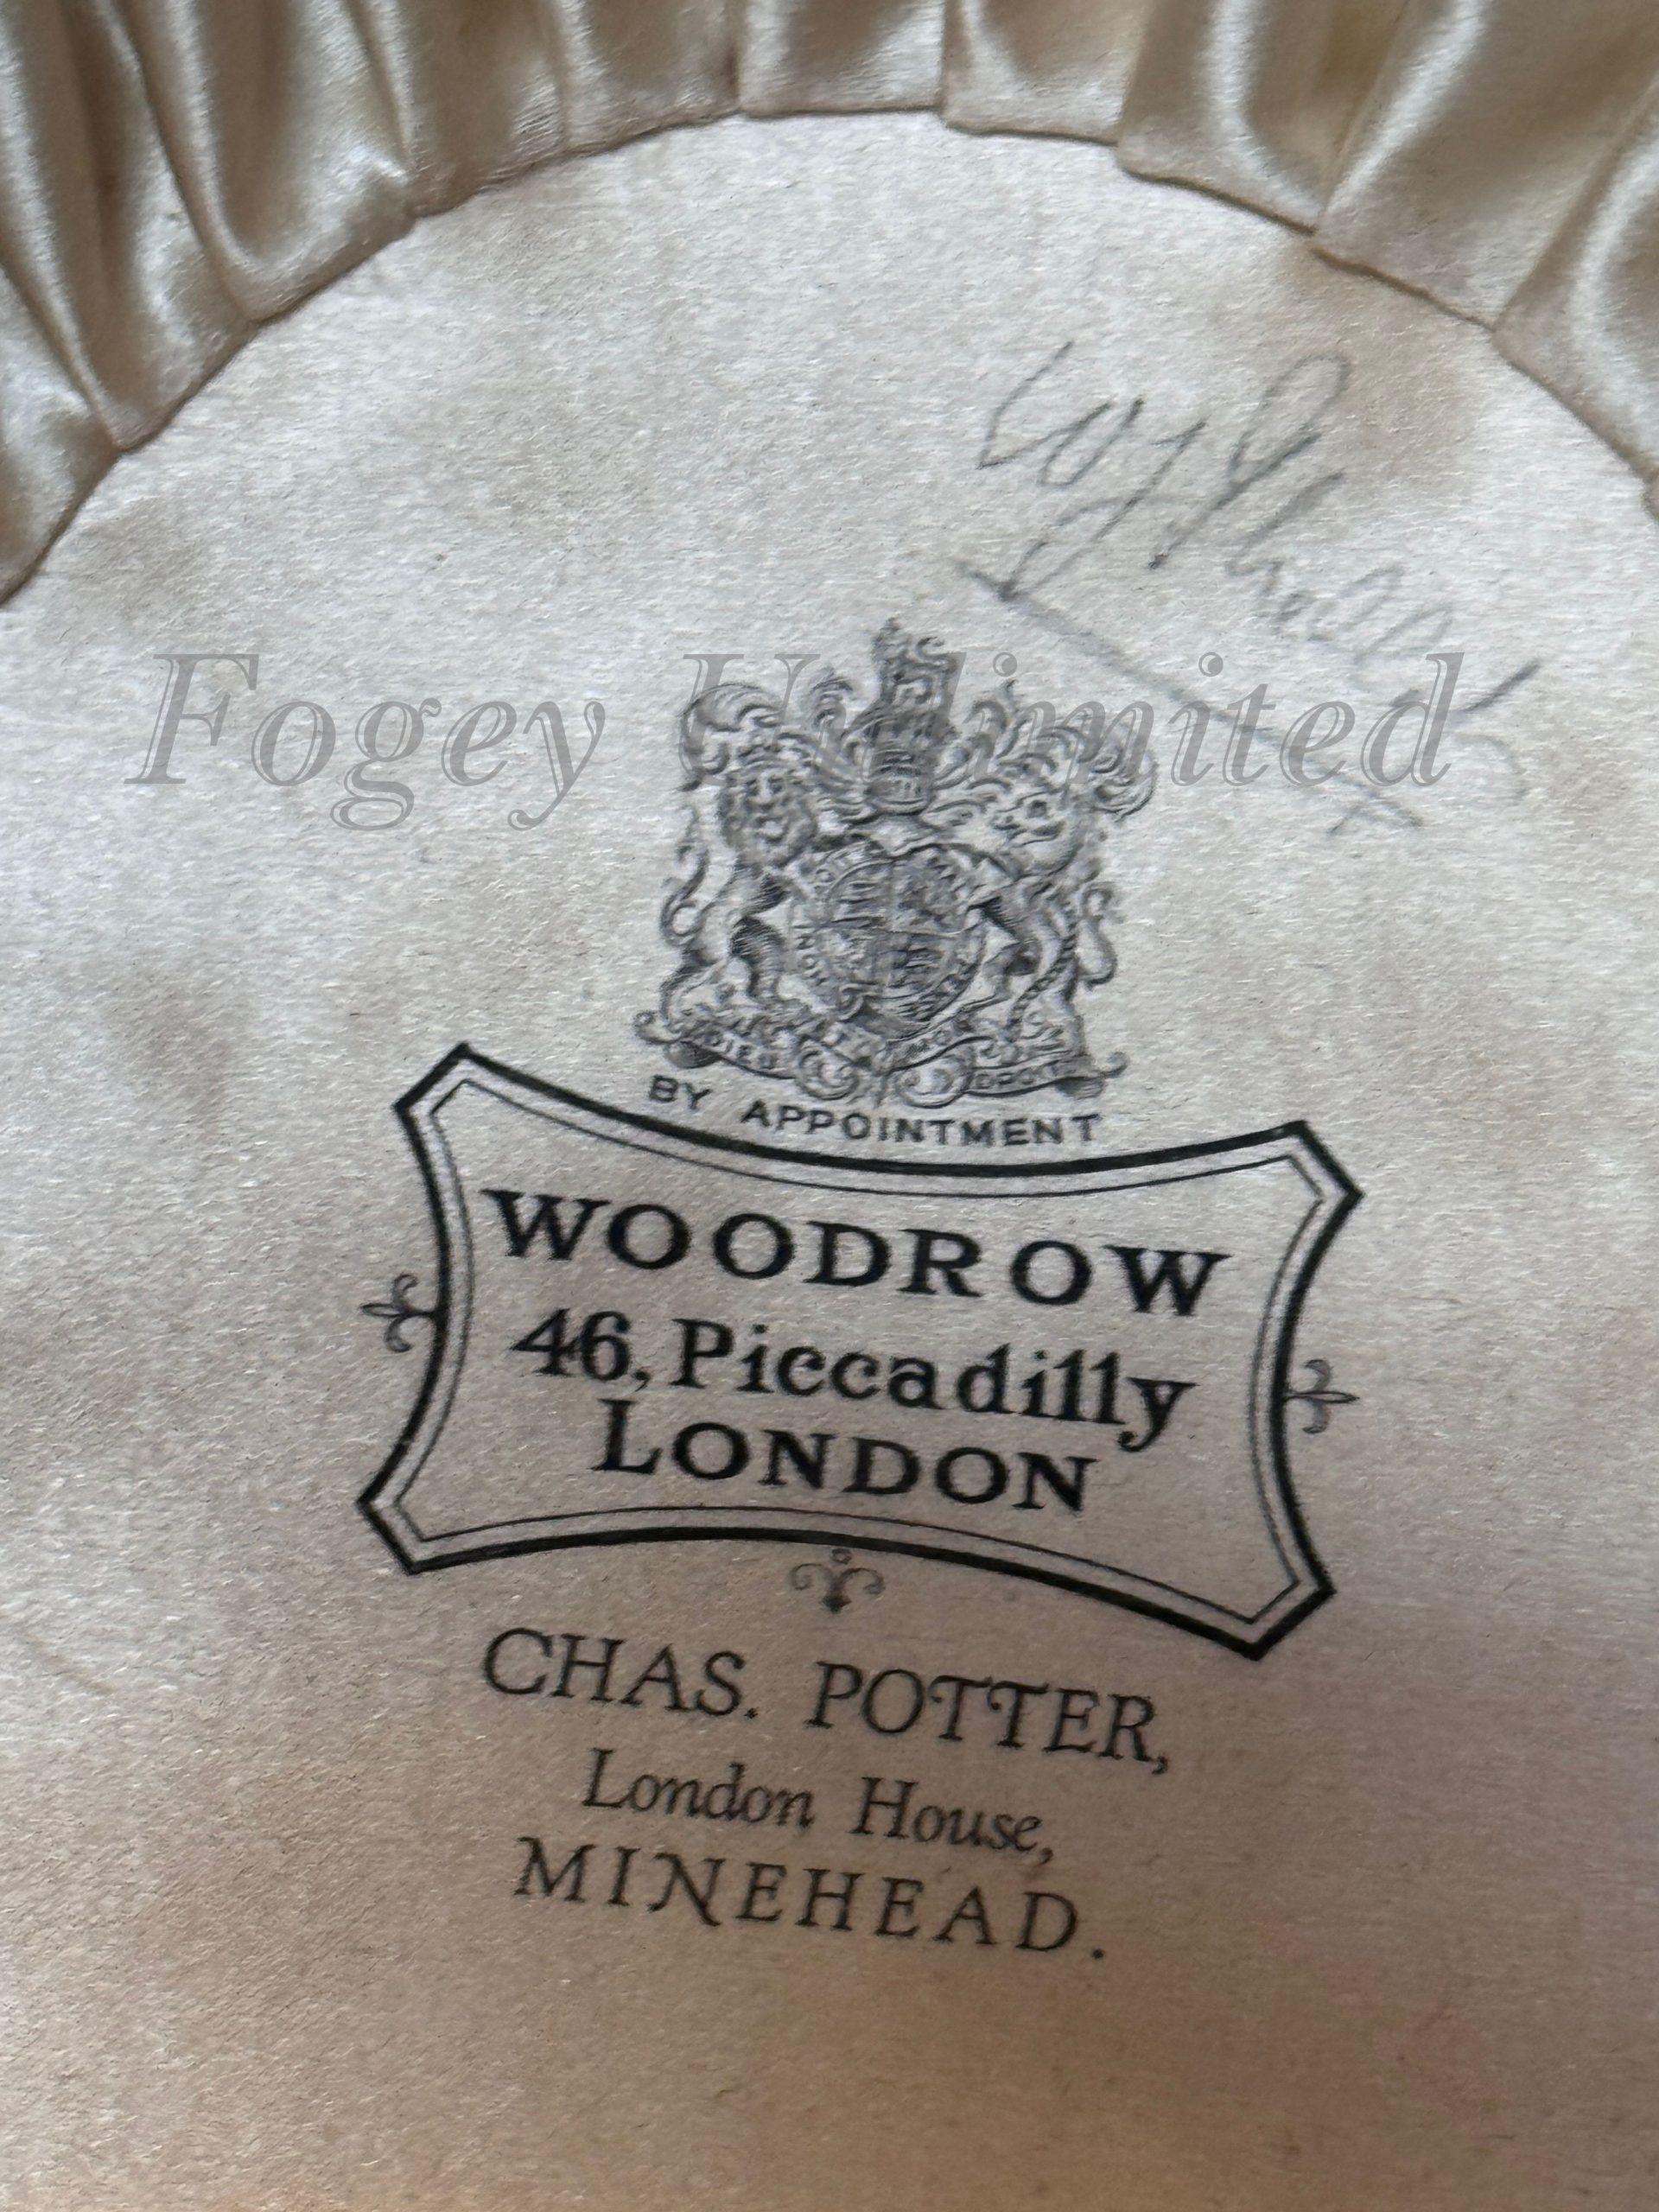 Fogey Unlimited
BY APPOINTMENT
WOODROW
46, Piccadilly
LONDON
CHAS. POTTER,
London House,
MINEHEAD.